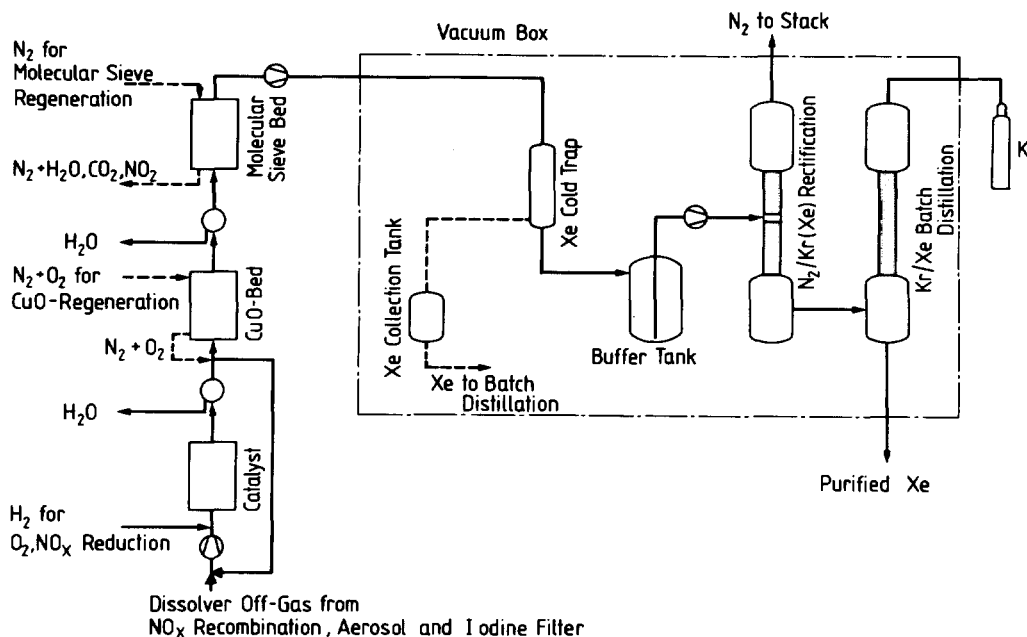 N₂ for
Molecular Sieve
Regeneration
Molecular
Sieve Bed
N₂+H₂O,CO₂,NO₂
H₂O
N₂+O₂ for
CuO-Regeneration
CuO-Bed
N₂+O₂
H₂O
Catalyst
H₂ for
O₂,NOx Reduction
Dissolver Off-Gas from
NOx Recombination, Aerosol and Iodine Filter
Vacuum Box
Xe Cold Trap
Xe Collection Tank
Xe to Batch
Distillation
Buffer Tank
N₂ to Stack
N₂/Kr(Xe) Rectification
Kr/Xe Batch
Distillation
Purified Xe